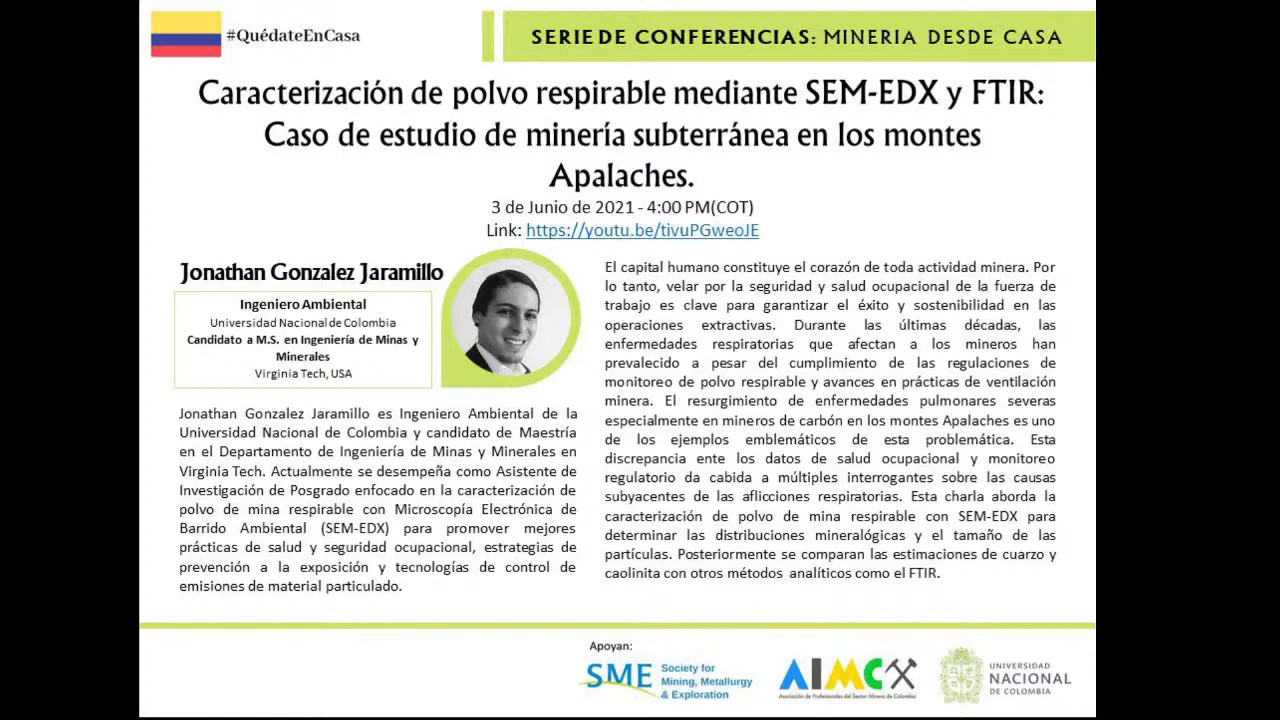 #QuédateEnCasa
SERIE DE CONFERENCIAS: MINERIA DESDE CASA
Caracterización de polvo respirable mediante SEM-EDX y FTIR:
Caso de estudio de minería subterránea en los montes
Apalaches.
3 de Junio de 2021 - 4:00 PM(COT)
Link: https://youtu.be/tivuPGweoJE
Jonathan Gonzalez Jaramillo
Ingeniero Ambiental
Universidad Nacional de Colombia
Candidato a M.S. en Ingeniería de Minas y
Minerales
Virginia Tech, USA
Jonathan Gonzalez Jaramillo es Ingeniero Ambiental de la
Universidad Nacional de Colombia y candidato de Maestría
en el Departamento de Ingeniería de Minas y Minerales en
Virginia Tech. Actualmente se desempeña como Asistente de
Investigación de Posgrado enfocado en la caracterización de
polvo de mina respirable con Microscopía Electrónica de
Barrido Ambiental (SEM-EDX) para promover mejores
prácticas de salud y seguridad ocupacional, estrategias de
prevención a la exposición y tecnologías de control de
emisiones de material particulado.
El capital humano constituye el corazón de toda actividad minera. Por
lo tanto, velar por la seguridad y salud ocupacional de la fuerza de
trabajo es clave para garantizar el éxito y sostenibilidad en las
operaciones extractivas. Durante las últimas décadas, las
enfermedades respiratorias que afectan a los mineros han
prevalecido a pesar del cumplimiento de las regulaciones de
monitoreo de polvo respirable y avances en prácticas de ventilación
minera. El resurgimiento de enfermedades pulmonares severas
especialmente en mineros de carbón en los montes Apalaches es uno
de los ejemplos emblemáticos de esta problemática. Esta
discrepancia ente los datos de salud ocupacional y monitoreo
regulatorio da cabida a múltiples interrogantes sobre las causas
subyacentes de las aflicciones respiratorias. Esta charla aborda la
caracterización de polvo de mina respirable con SEM-EDX para
determinar las distribuciones mineralógicas y el tamaño de las
partículas. Posteriormente se comparan las estimaciones de cuarzo y
caolinita con otros métodos analíticos como el FTIR.
Apoyan:
SME Society for
Mining, Metallurgy
& Exploration
AIMC
Asociación de Profesionales del Sector Minero de Colombia
UNIVERSIDAD
NACIONAL
DE COLOMBIA